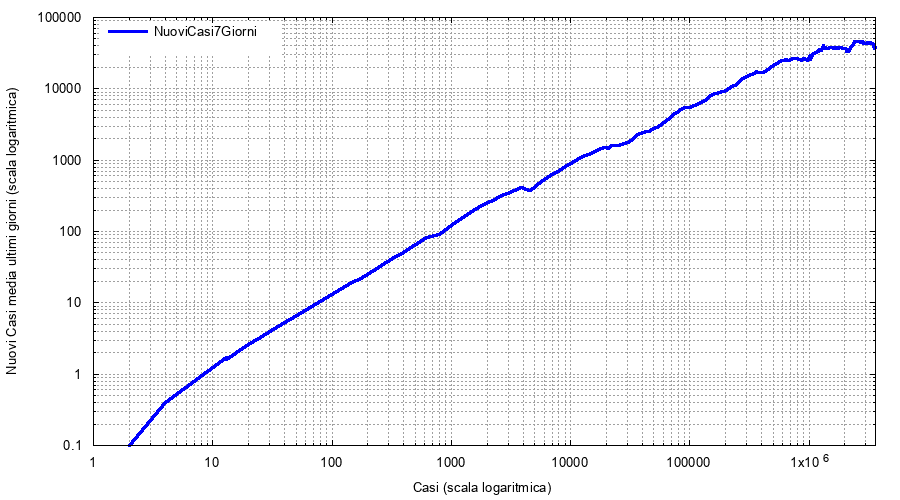 NuoviCasi7Giorni
Nuovi Casi media ultimi giorni (scala logaritmica)
100000
10000
1000
100
10
1
0.1
1 10 100 1000 10000 100000 1x10 6
Casi (scala logaritmica)